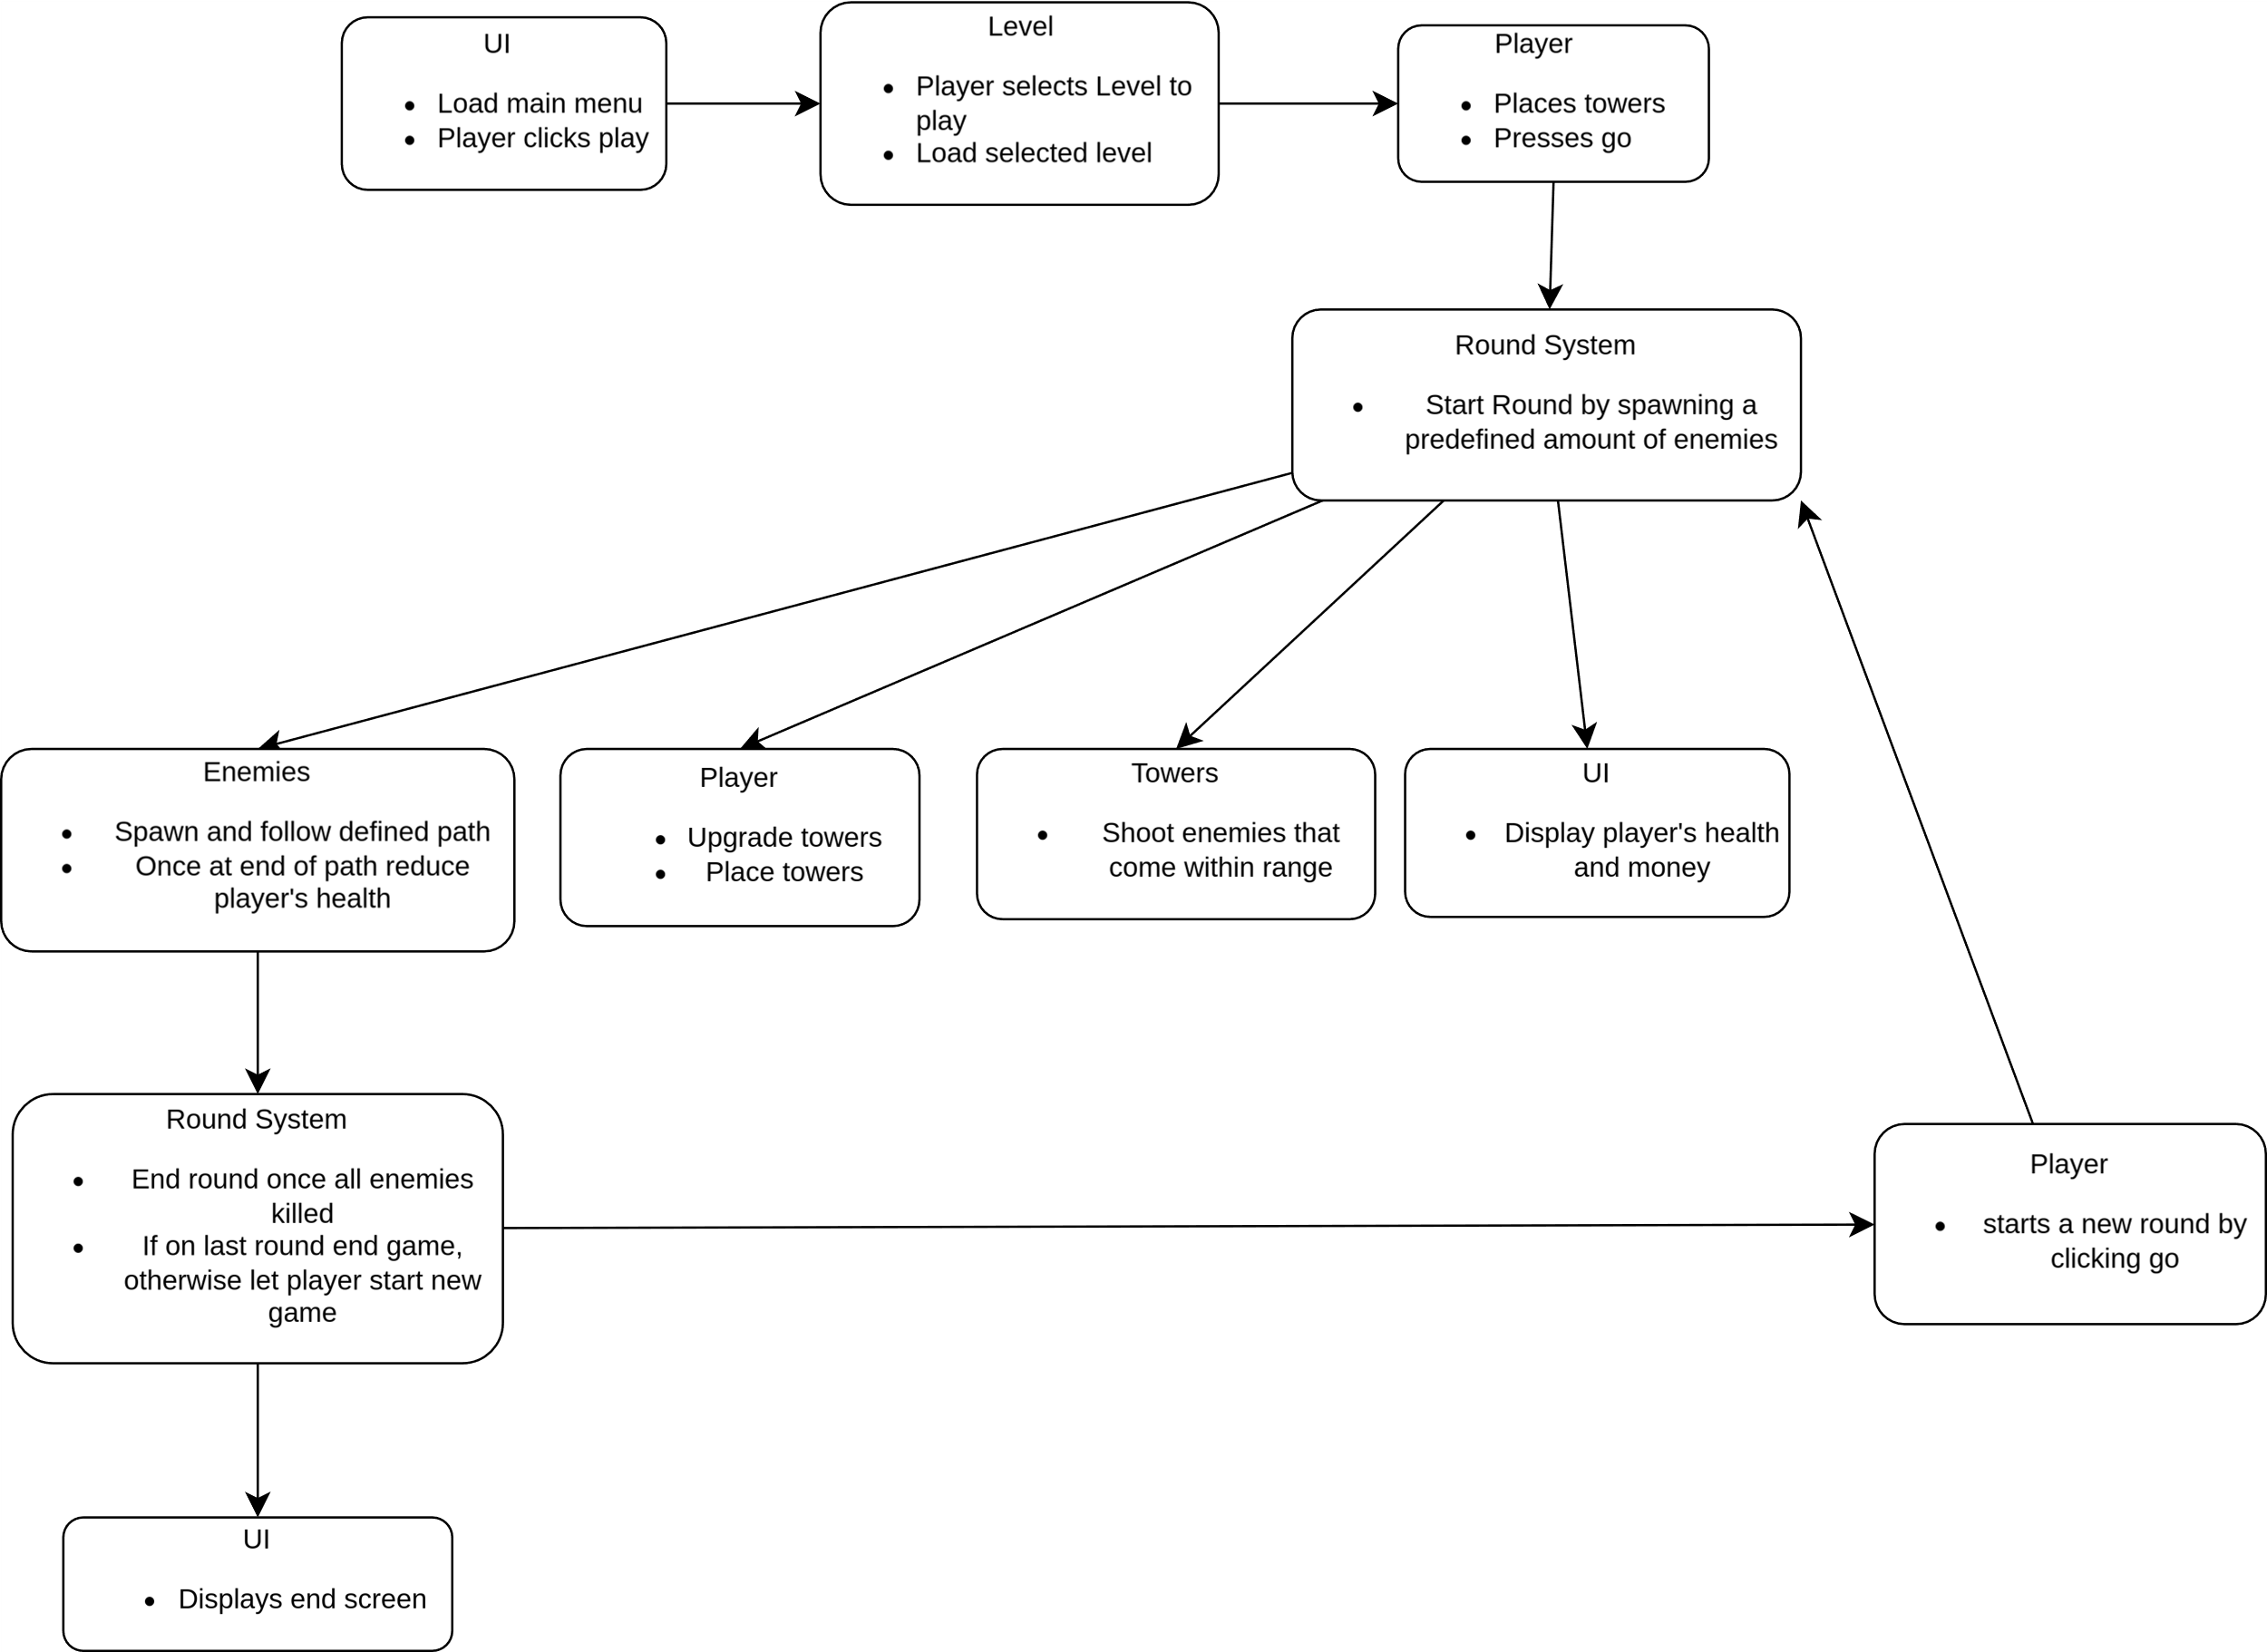 UI
• Load main menu
• Player clicks play
Level
• Player selects Level to
play
• Load selected level
Player
• Places towers
• Presses go
Round System
• Start Round by spawning a
predefined amount of enemies
Enemies
• Spawn and follow defined path
• Once at end of path reduce
player's health
Player
• Upgrade towers
• Place towers
Towers
• Shoot enemies that
come within range
UI
• Display player's health
and money
Round System
• End round once all enemies
killed
• If on last round end game,
otherwise let player start new
game
Player
• starts a new round by
clicking go
UI
• Displays end screen